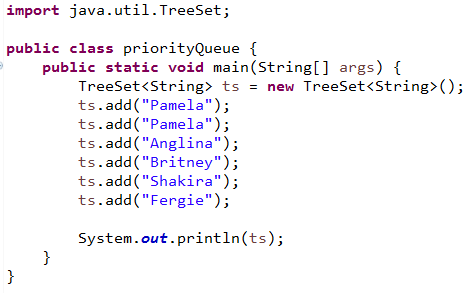 import java.util.TreeSet;
public class priorityQueue {
public static void main(String[] args) {
TreeSet<String> ts = new TreeSet<String>();
ts.add("Pamela");
ts.add("Pamela");
ts.add("Anglina");
ts.add("Britney");
ts.add("Shakira");
ts.add("Fergie");
System.out.println(ts);
}
}